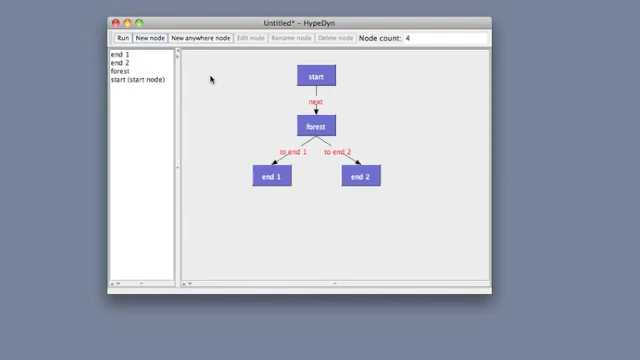 Untitled* - HypeDyn
Run New node New anywhere node Edit node Rename node Delete node Node count: 4
end 1
end 2
forest
start (start node)
start
next
forest
to end 1 to end 2
end 1 end 2